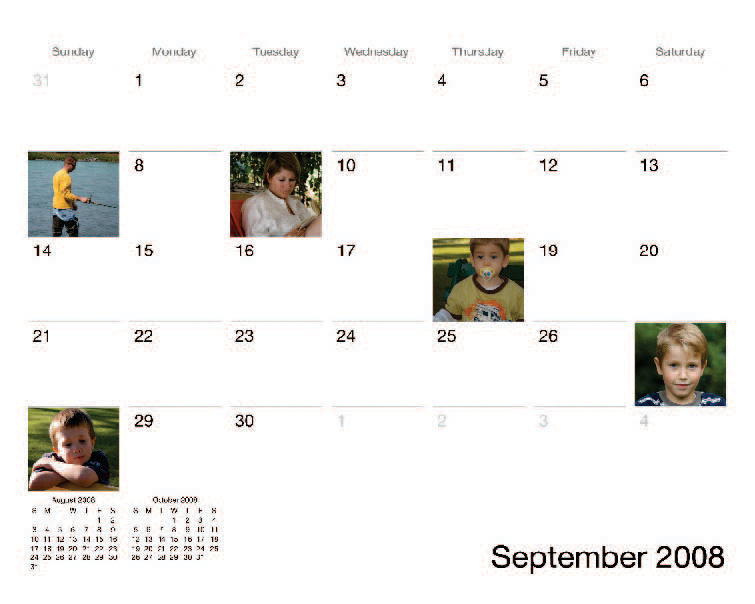 Sunday Monday Tuesday Wednesday Thursday Friday Saturday
31 1 2 3 4 5 6
8 10 11 12 13
14 15 16 17 19 20
21 22 23 24 25 26
29 30 1 2 3 4
August 2008 October 2008
S M W T F S S M T W T F S
1 2 1 2 3 4
3 4 5 6 7 8 9 5 6 7 8 9 10 11
10 11 12 13 14 15 16 12 13 14 15 16 17 18
17 18 19 20 21 22 23 19 20 21 22 23 24 25
24 25 26 27 28 29 30 26 27 28 29 30 31
31
September 2008